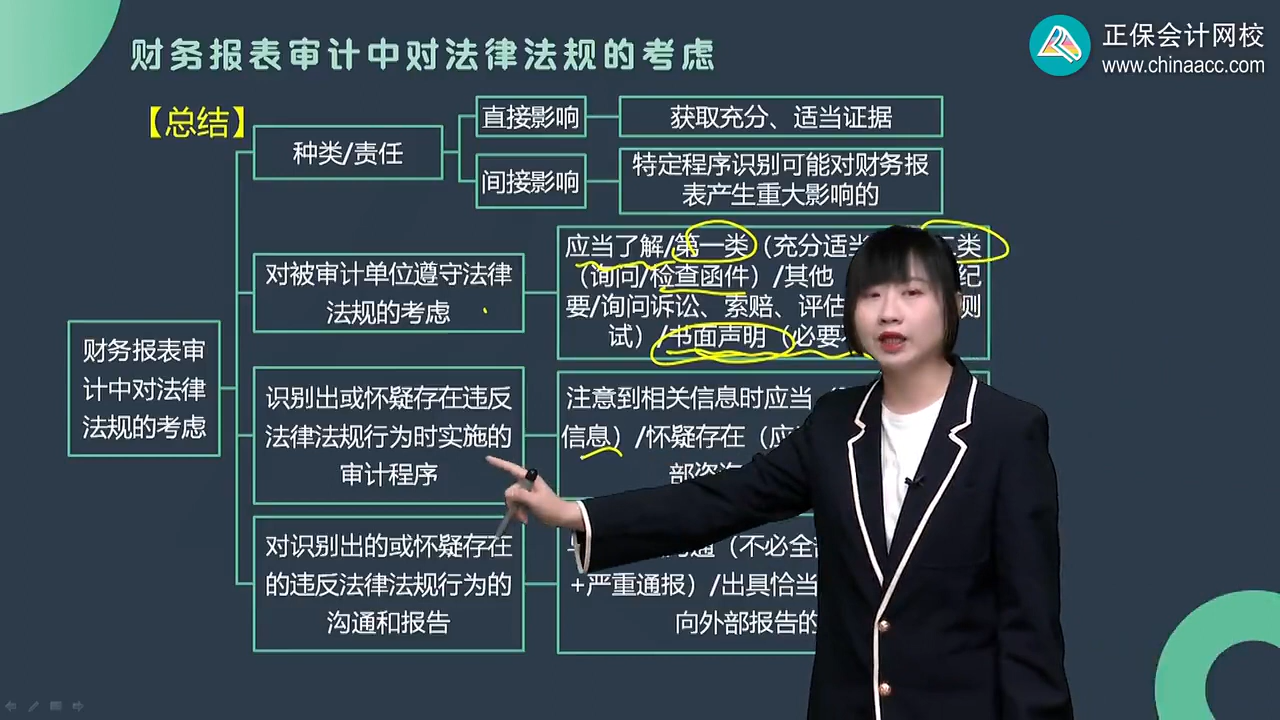 财务报表审计中对法律法规的考虑
正保会计网校
www.chinaacc.com
【总结】
种类/责任
直接影响
获取充分、适当证据
间接影响
特定程序识别可能对财务报
表产生重大影响的
对被审计单位遵守法律
法规的考虑
应当了解/第一类（充分适当
二类
（询问/检查函件）/其他
纪
要/询问诉讼、索赔、评估
测
试）/书面声明（必要
财务报表审
计中对法律
法规的考虑
识别出或怀疑存在违反
法律法规行为时实施的
审计程序
注意到相关信息时应当
信息）/怀疑存在（应
部咨询
对识别出的或怀疑存在
的违反法律法规行为的
沟通和报告
通（不必全部
+严重通报）/出具恰当
向外部报告的